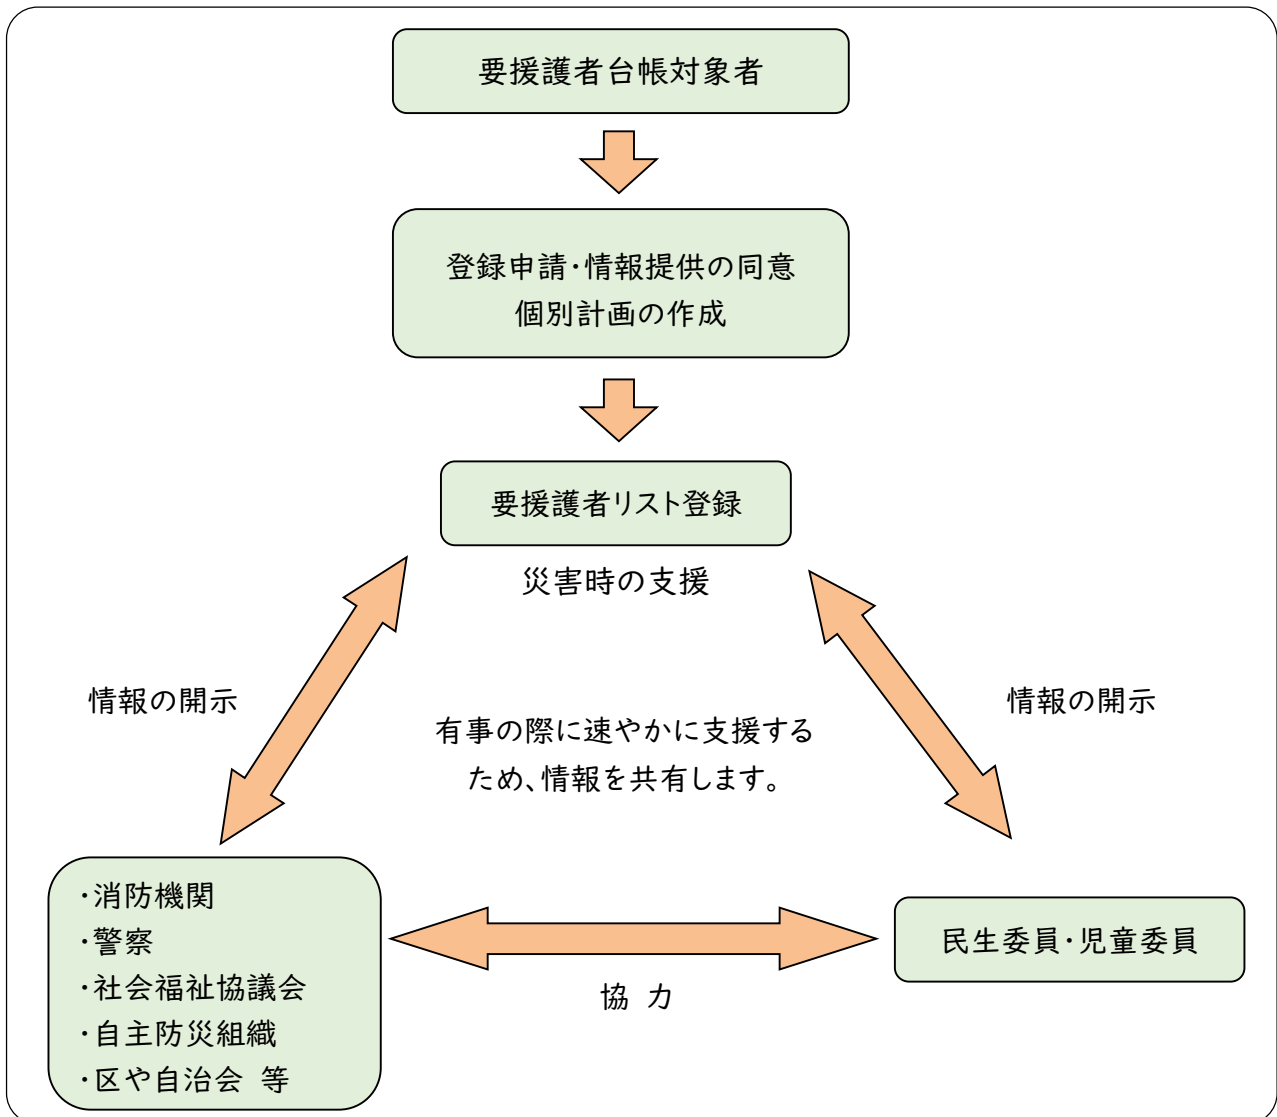 要援護者台帳対象者
登録申請・情報提供の同意
個別計画の作成
要援護者リスト登録
災害時の支援
情報の開示
情報の開示
有事の際に速やかに支援する
ため、情報を共有します。
・消防機関
・警察
・社会福祉協議会
・自主防災組織
・区や自治会 等
協 力
民生委員・児童委員